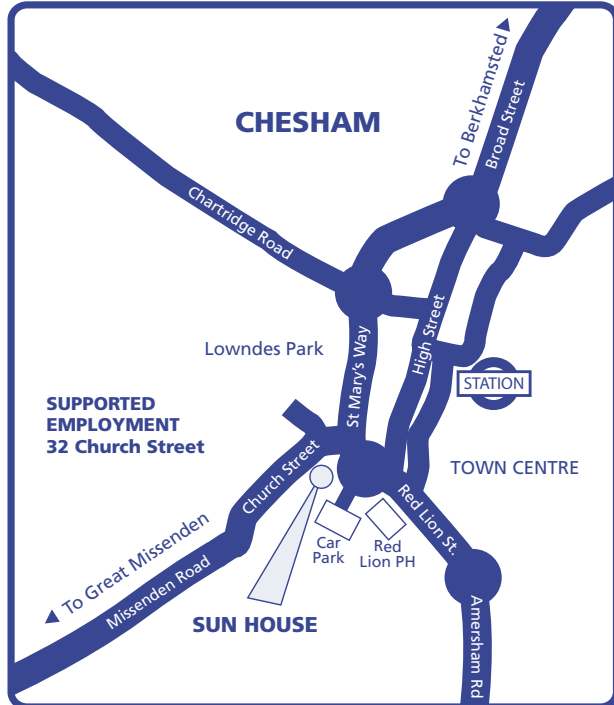 To Berkhamsted
Broad Street
CHESHAM
Chartridge Road
High Street
St Mary's Way
Lowndes Park
STATION
SUPPORTED
EMPLOYMENT
32 Church Street
Church Street
TOWN CENTRE
Red Lion St.
Car
Park
Red
Lion PH
To Great Missenden
Missenden Road
SUN HOUSE
Amersham Rd